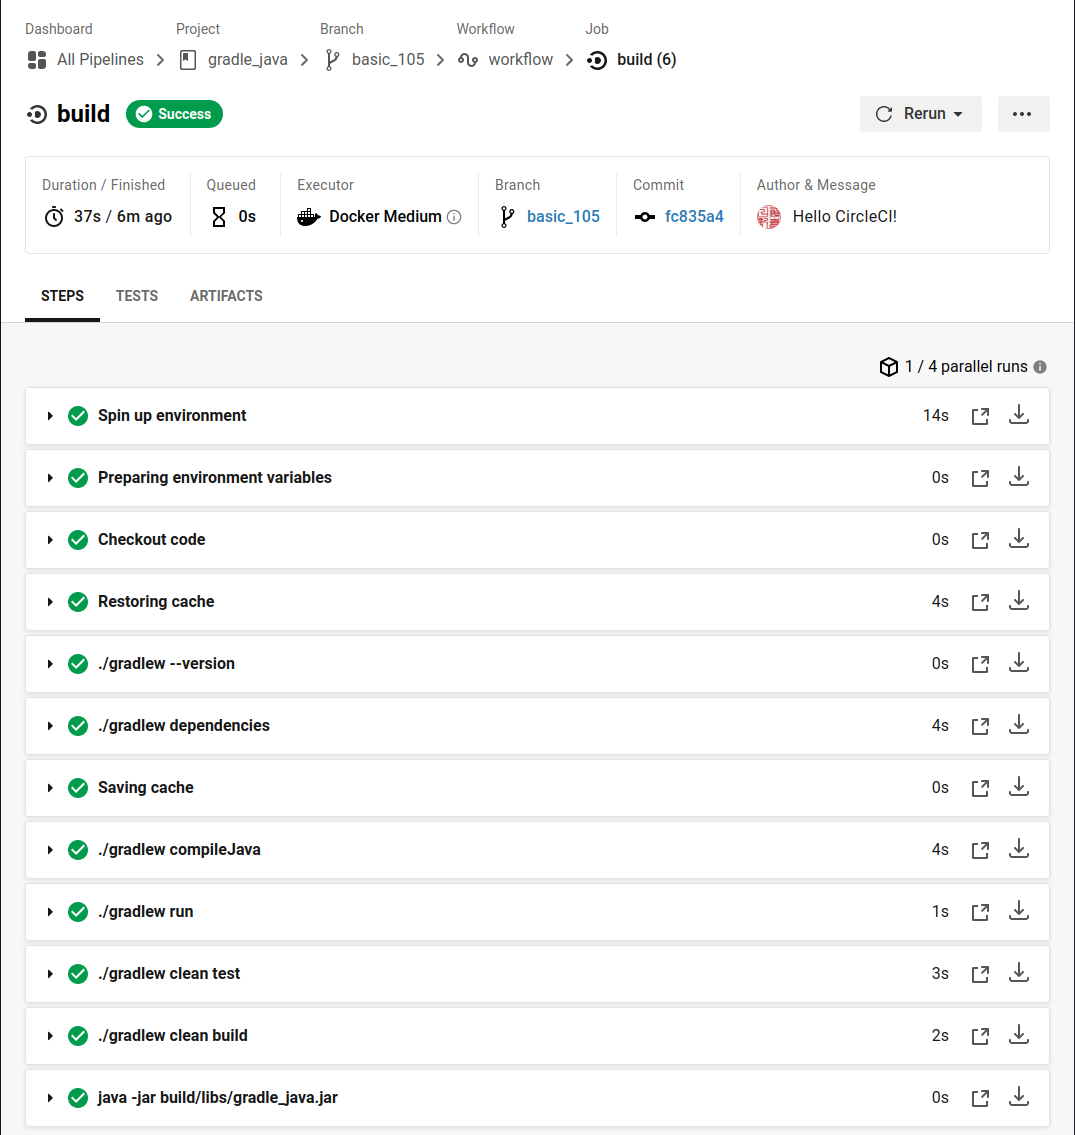 Dashboard Project Branch Workflow Job
All Pipelines gradle_java basic_105 workflow build (6)
build Success Rerun
Duration / Finished Queued Executor Branch Commit Author & Message
37s / 6m ago 0s Docker Medium basic_105 fc835a4 Hello CircleCI!
STEPS TESTS ARTIFACTS
1 / 4 parallel runs
Spin up environment 14s
Preparing environment variables 0s
Checkout code 0s
Restoring cache 4s
./gradlew --version 0s
./gradlew dependencies 4s
Saving cache 0s
./gradlew compileJava 4s
./gradlew run 1s
./gradlew clean test 3s
./gradlew clean build 2s
java -jar build/libs/gradle_java.jar 0s